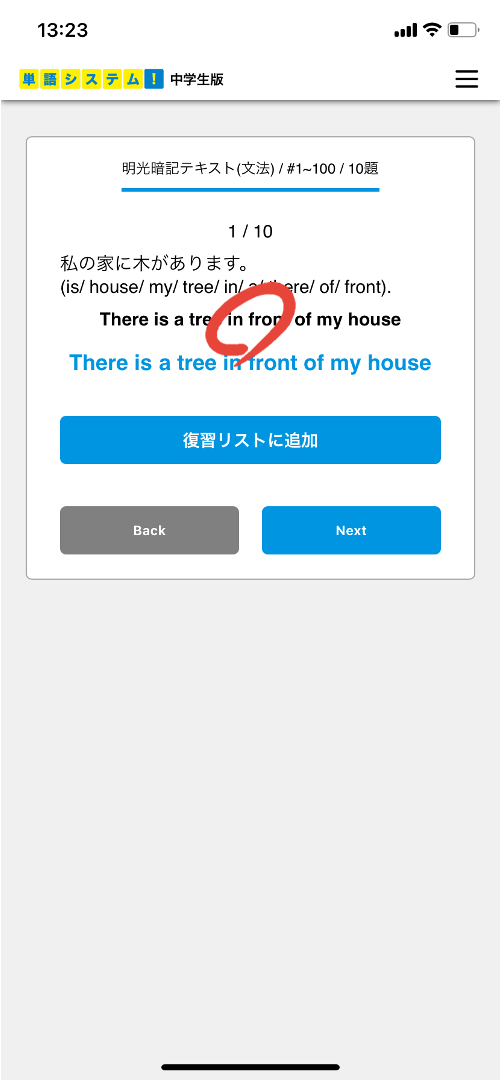 13:23
単語システム! 中学生版
明光暗記テキスト(文法) / #1~100 / 10題
1 / 10
私の家に木があります。
(is/ house/ my/ tree/ in/ a/ there/ of/ front).
There is a tree in front of my house
There is a tree in front of my house
復習リストに追加
Back
Next